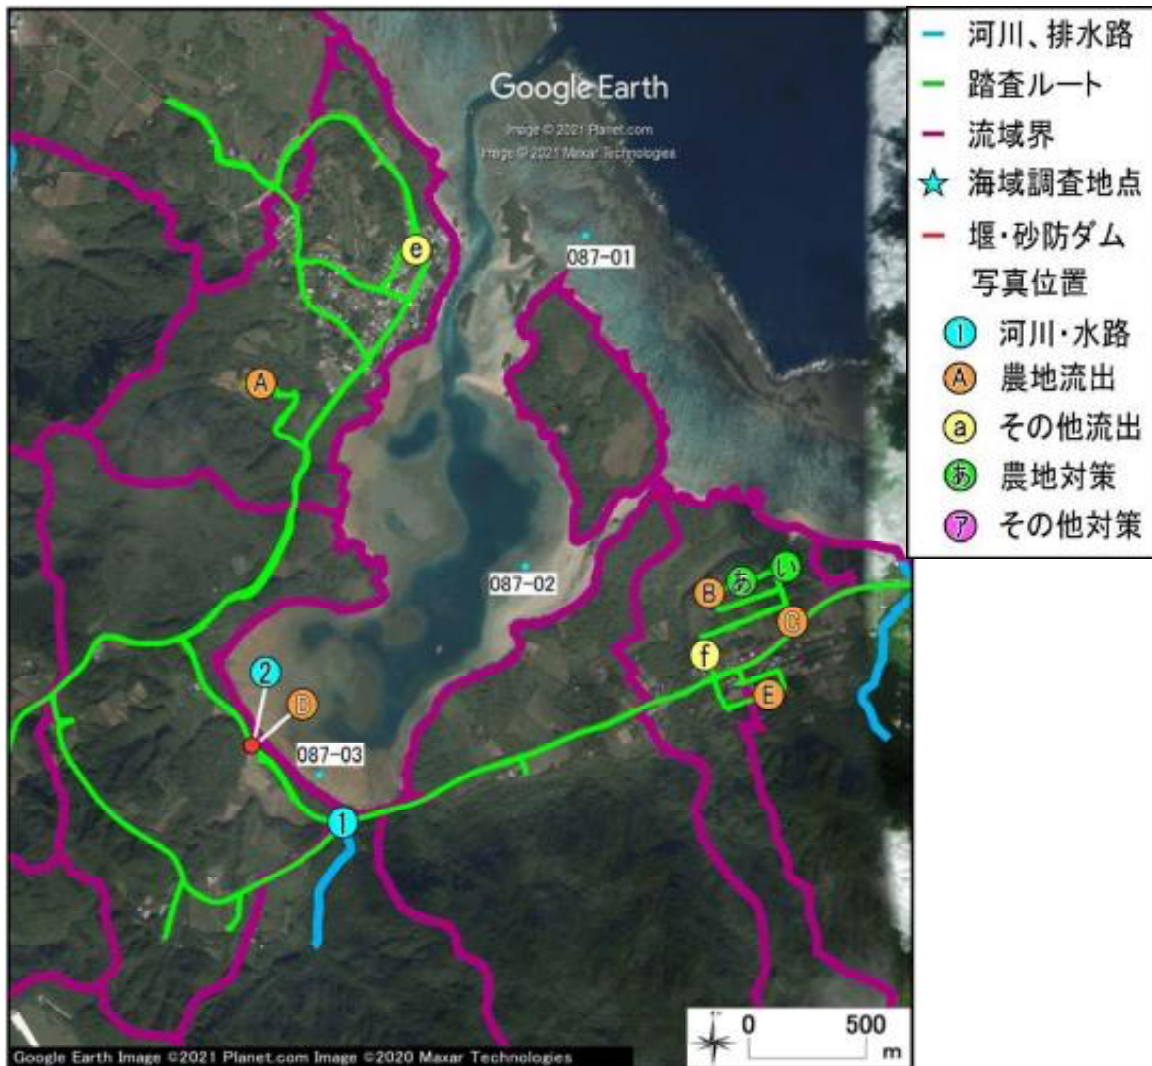 Google Earth
Image © 2021 Planet.com
Image © 2021 Maxar Technologies
e
087-01
A
087-02
B
あ
い
C
f
E
2
D
087-03
1
0 500
m
Google Earth Image ©2021 Planet.com Image ©2020 Maxar Technologies
河川、排水路
踏査ルート
流域界
海域調査地点
堰・砂防ダム
写真位置
1 河川・水路
A 農地流出
a その他流出
あ 農地対策
ア その他対策